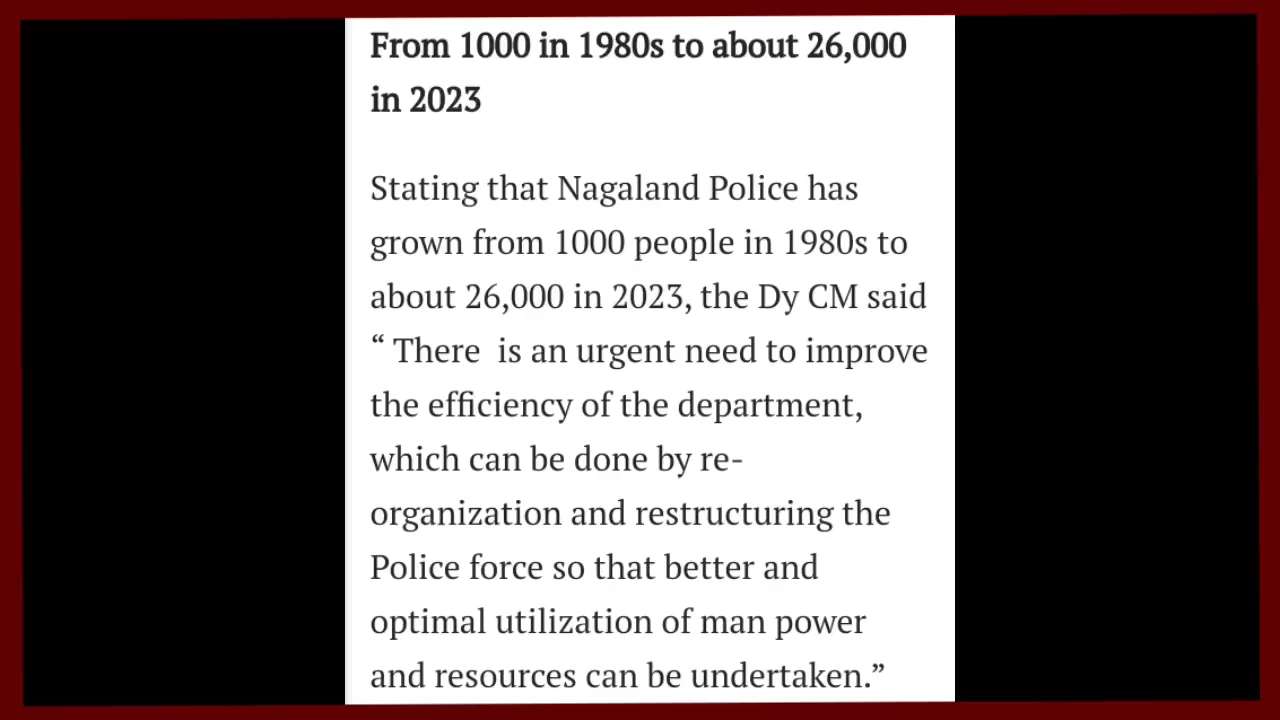 From 1000 in 1980s to about 26,000
in 2023
Stating that Nagaland Police has
grown from 1000 people in 1980s to
about 26,000 in 2023, the Dy CM said
“ There  is an urgent need to improve
the efficiency of the department,
which can be done by re-
organization and restructuring the
Police force so that better and
optimal utilization of man power
and resources can be undertaken.”